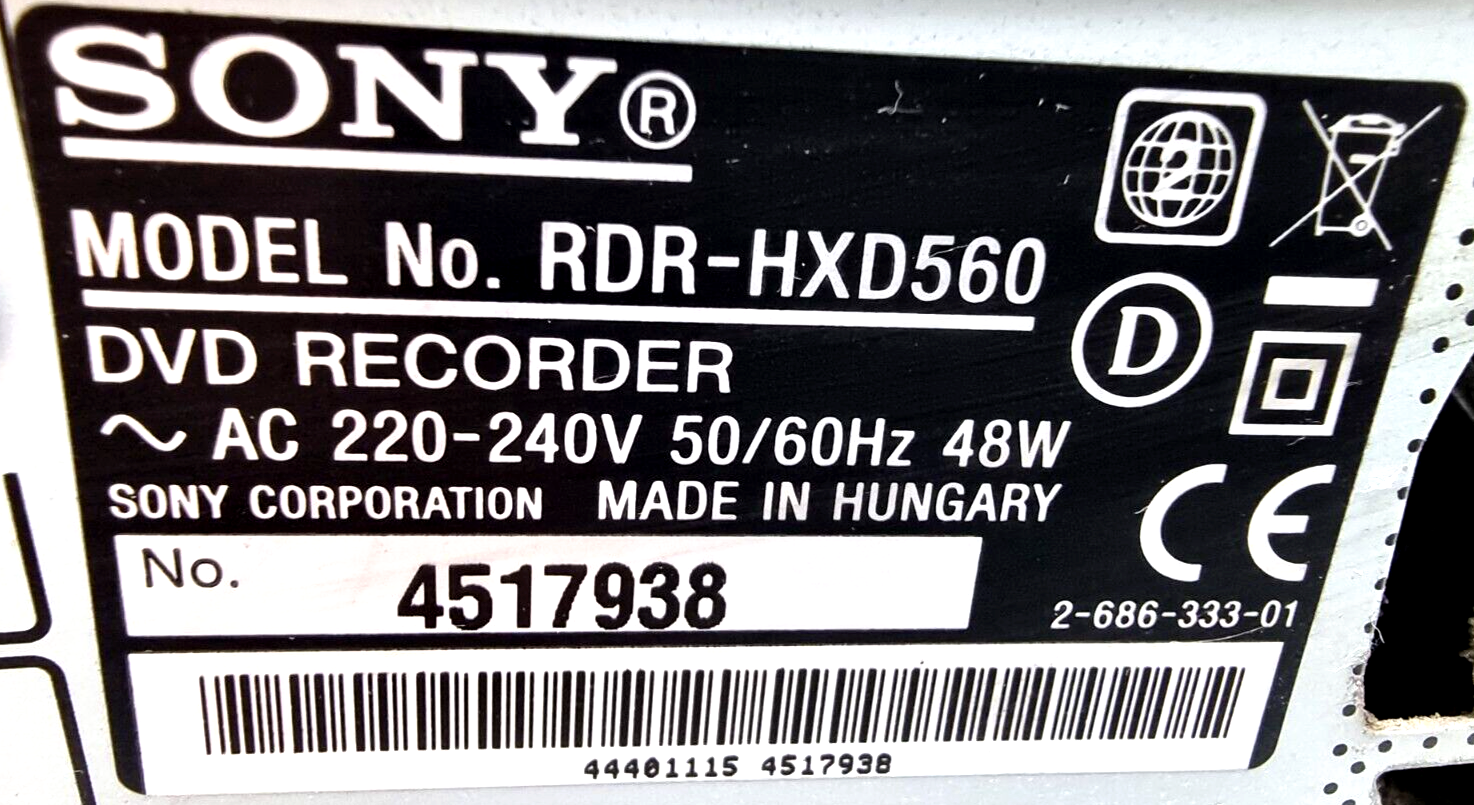 SONY®
2
MODEL No. RDR-HXD560
D
DVD RECORDER
~ AC 220-240V 50/60Hz 48W
SONY CORPORATION MADE IN HUNGARY
CE
No. 4517938
2-686-333-01
44401115 4517938